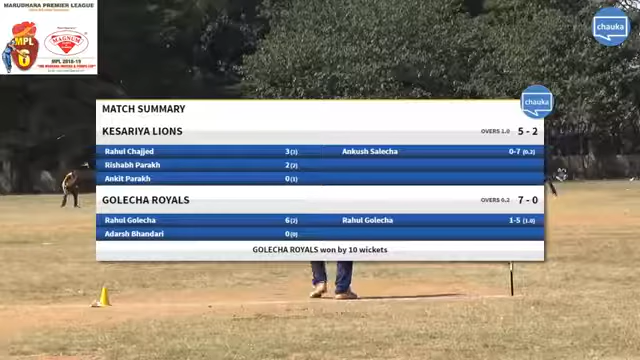 MARUDHARA PREMIER LEAGUE
MPL
6
MAGNUM
MPL 2018-19
chauka
chauka
MATCH SUMMARY
KESARIYA LIONS OVERS 1.0 5 - 2
Rahul Chajjed 3 (3) Ankush Salecha 0-7 (0.2)
Rishabh Parakh 2 (2)
Ankit Parakh 0 (1)
GOLECHA ROYALS OVERS 0.2 7 - 0
Rahul Golecha 6 (2) Rahul Golecha 1-5 (1.0)
Adarsh Bhandari 0 (0)
GOLECHA ROYALS won by 10 wickets